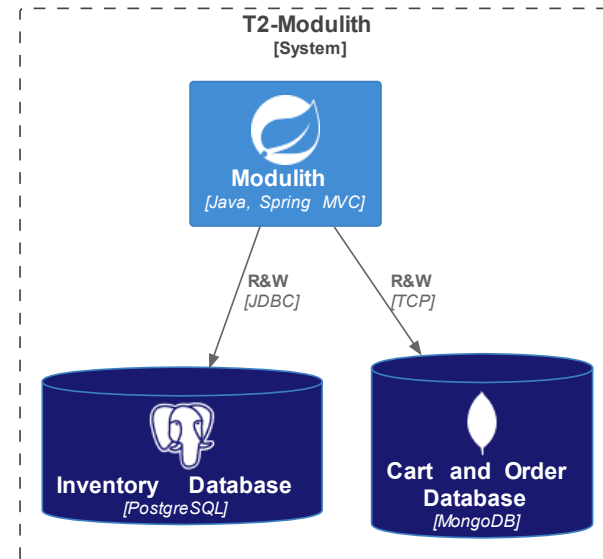 T2-Modulith
[System]
Modulith
[Java, Spring MVC]
R&W
[JDBC]
R&W
[TCP]
Inventory Database
[PostgreSQL]
Cart and Order
Database
[MongoDB]